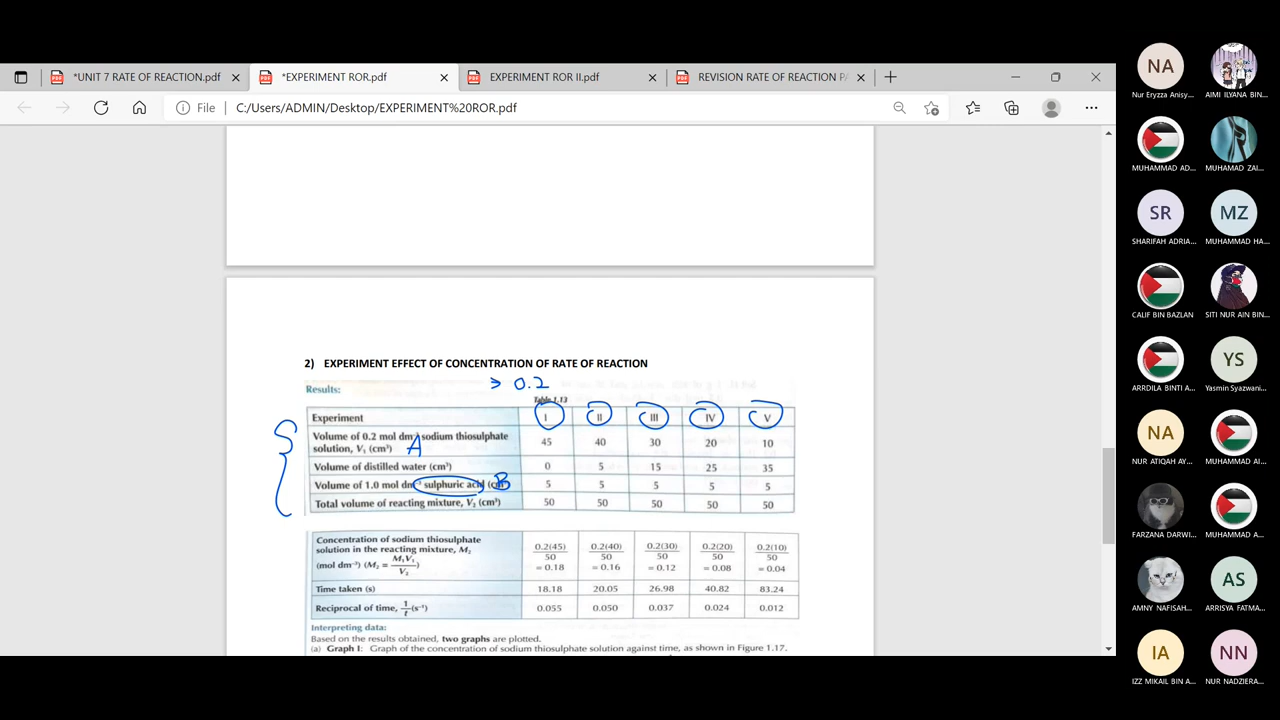 *UNIT 7 RATE OF REACTION.pdf
*EXPERIMENT ROR.pdf
EXPERIMENT ROR II.pdf
REVISION RATE OF REACTION P
File
C:/Users/ADMIN/Desktop/EXPERIMENT%20ROR.pdf
2) EXPERIMENT EFFECT OF CONCENTRATION OF RATE OF REACTION
Results:
0.2
Table 1.13
Experiment I II III IV V
Volume of 0.2 mol dm⁻³ sodium thiosulphate
solution, V₁ (cm³) A 45 40 30 20 10
Volume of distilled water (cm³) 0 5 15 25 35
Volume of 1.0 mol dm⁻³ sulphuric acid (cm³) B 5 5 5 5 5
Total volume of reacting mixture, V₂ (cm³) 50 50 50 50 50
Concentration of sodium thiosulphate
solution in the reacting mixture, M₂
(mol dm⁻³) (M₂ = M₁V₁/V₂)
0.2(45)/50 0.2(40)/50 0.2(30)/50 0.2(20)/50 0.2(10)/50
= 0.18 = 0.16 = 0.12 = 0.08 = 0.04
Time taken (s) 18.18 20.05 26.98 40.82 83.24
Reciprocal of time, 1/t (s⁻¹) 0.055 0.050 0.037 0.024 0.012
Interpreting data:
Based on the results obtained, two graphs are plotted.
(a) Graph I: Graph of the concentration of sodium thiosulphate solution against time, as shown in Figure 1.17.
NA
Nur Eryzza Anisy...
AIMI ILYANA BIN...
MUHAMMAD AD...
MUHAMAD ZAI...
SR
SHARIFAH ADRIA...
MZ
MUHAMMAD HA...
CALIF BIN BAZLAN
SITI NUR AIN BIN...
ARRDILA BINTI A...
YS
Yasmin Syazwani...
NA
NUR ATIQAH AY...
MUHAMMAD AI...
FARZANA DARWI...
MUHAMMAD A...
AMNY NAFISAH...
AS
ARRISYA FATMA...
IA
IZZ MIKAIL BIN A...
NN
NUR NADZIERA...